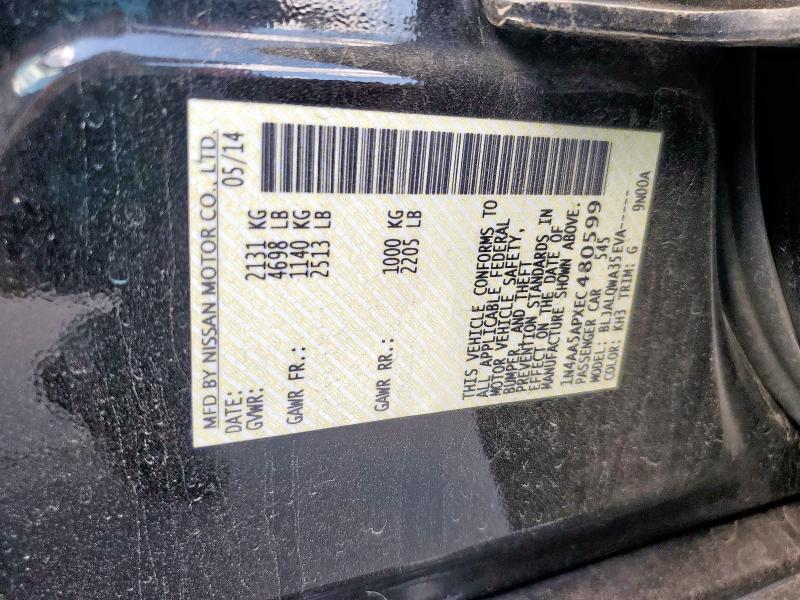 MFD BY NISSAN MOTOR CO., LTD.
DATE: 05/14
GVWR: 2131 KG
4698 LB
GAWR FR.: 1140 KG
2513 LB
GAWR RR.: 1000 KG
2205 LB
THIS VEHICLE CONFORMS TO
ALL APPLICABLE FEDERAL
MOTOR VEHICLE SAFETY,
BUMPER, AND THEFT
PREVENTION STANDARDS IN
EFFECT ON THE DATE OF
MANUFACTURE SHOWN ABOVE.
1N4AA5APXEC480599
PASSENGER CAR 545
MODEL: BLJALQWA35EVA-----
COLOR: KH3 TRIM: G 9N00A